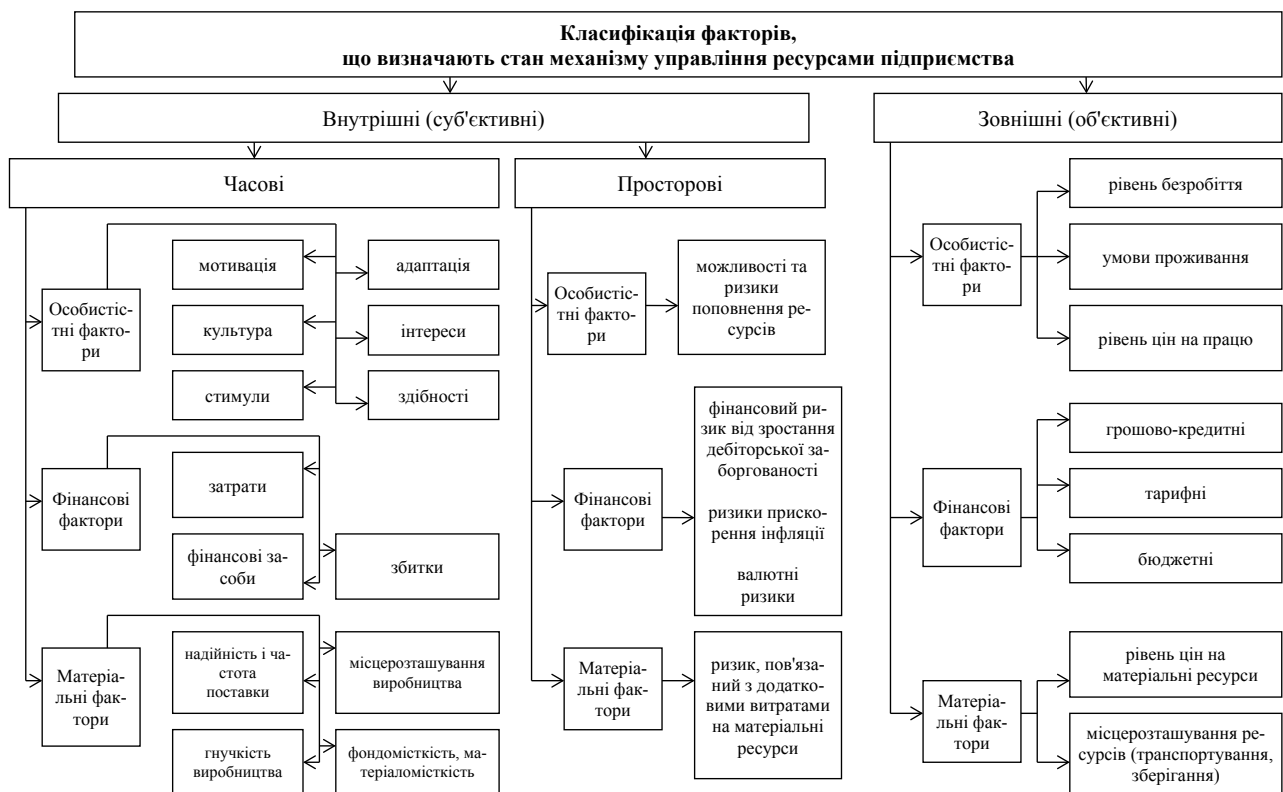 Класифікація факторів,
що визначають стан механізму управління ресурсами підприємства
Внутрішні (суб'єктивні)
Зовнішні (об'єктивні)
Часові
Просторові
Особистіс-
тні факто-
ри
мотивація
адаптація
культура
інтереси
стимули
здібності
Фінансові
фактори
затрати
фінансові за-
соби
збитки
Матеріа-
льні фак-
тори
надійність і ча-
стота
поставки
місцерозташування
виробництва
гнучкість
виробництва
фондомісткість, ма-
теріаломісткість
Особистіс-
тні факто-
ри
можливості та
ризики
поповнення ре-
сурсів
Фінансові
фактори
фінансовий ри-
зик від зростання
дебіторської за-
боргованості
ризики приско-
рення інфляції
валютні
ризики
Матеріа-
льні фак-
тори
ризик, пов'яза-
ний з додатко-
вими витратами
на матеріальні
ресурси
Особистіс-
тні факто-
ри
рівень безробіття
умови проживання
рівень цін на працю
Фінансові
фактори
грошово-кредитні
тарифні
бюджетні
Матеріа-
льні фак-
тори
рівень цін на
матеріальні ресурси
місцерозташування ре-
сурсів (транспортування,
зберігання)